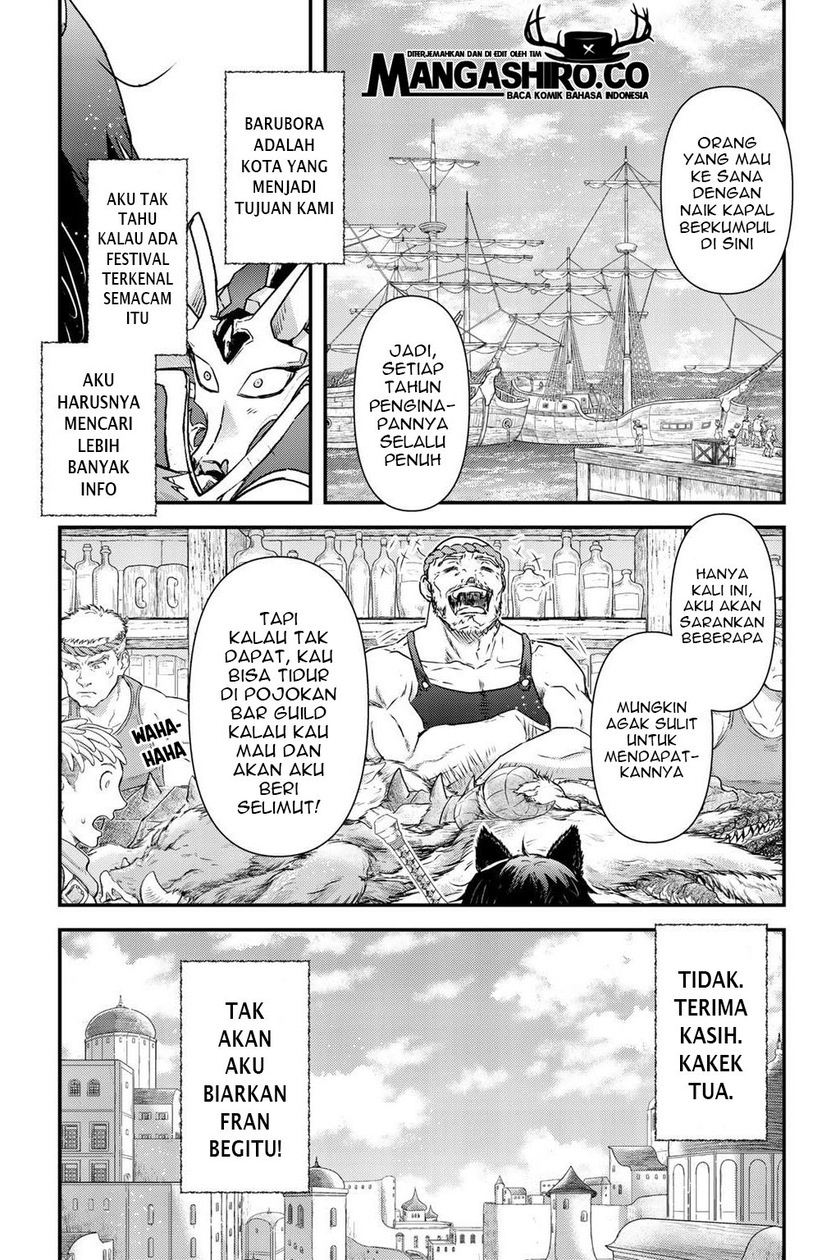 DITERJEMAHKAN DAN DI EDIT OLEH TIM
MANGASHIRO.CO
BACA KOMIK BAHASA INDONESIA
ORANG
YANG MAU
KE SANA
DENGAN
NAIK KAPAL
BERKUMPUL
DI SINI
JADI,
SETIAP
TAHUN
PENGINA-
PANNYA
SELALU
PENUH
BARUBORA
ADALAH
KOTA YANG
MENJADI
TUJUAN KAMI
AKU TAK
TAHU
KALAU ADA
FESTIVAL
TERKENAL
SEMACAM
ITU
AKU
HARUSNYA
MENCARI
LEBIH
BANYAK
INFO
HANYA
KALI INI,
AKU AKAN
SARANKAN
BEBERAPA
MUNGKIN
AGAK SULIT
UNTUK
MENDAPAT-
KANNYA
TAPI
KALAU TAK
DAPAT, KAU
BISA TIDUR
DI POJOKAN
BAR GUILD
KALAU KAU
MAU DAN
AKAN AKU
BERI
SELIMUT!
WAHA-
HAHA
TIDAK.
TERIMA
KASIH.
KAKEK
TUA.
TAK
AKAN
AKU
BIARKAN
FRAN
BEGITU!